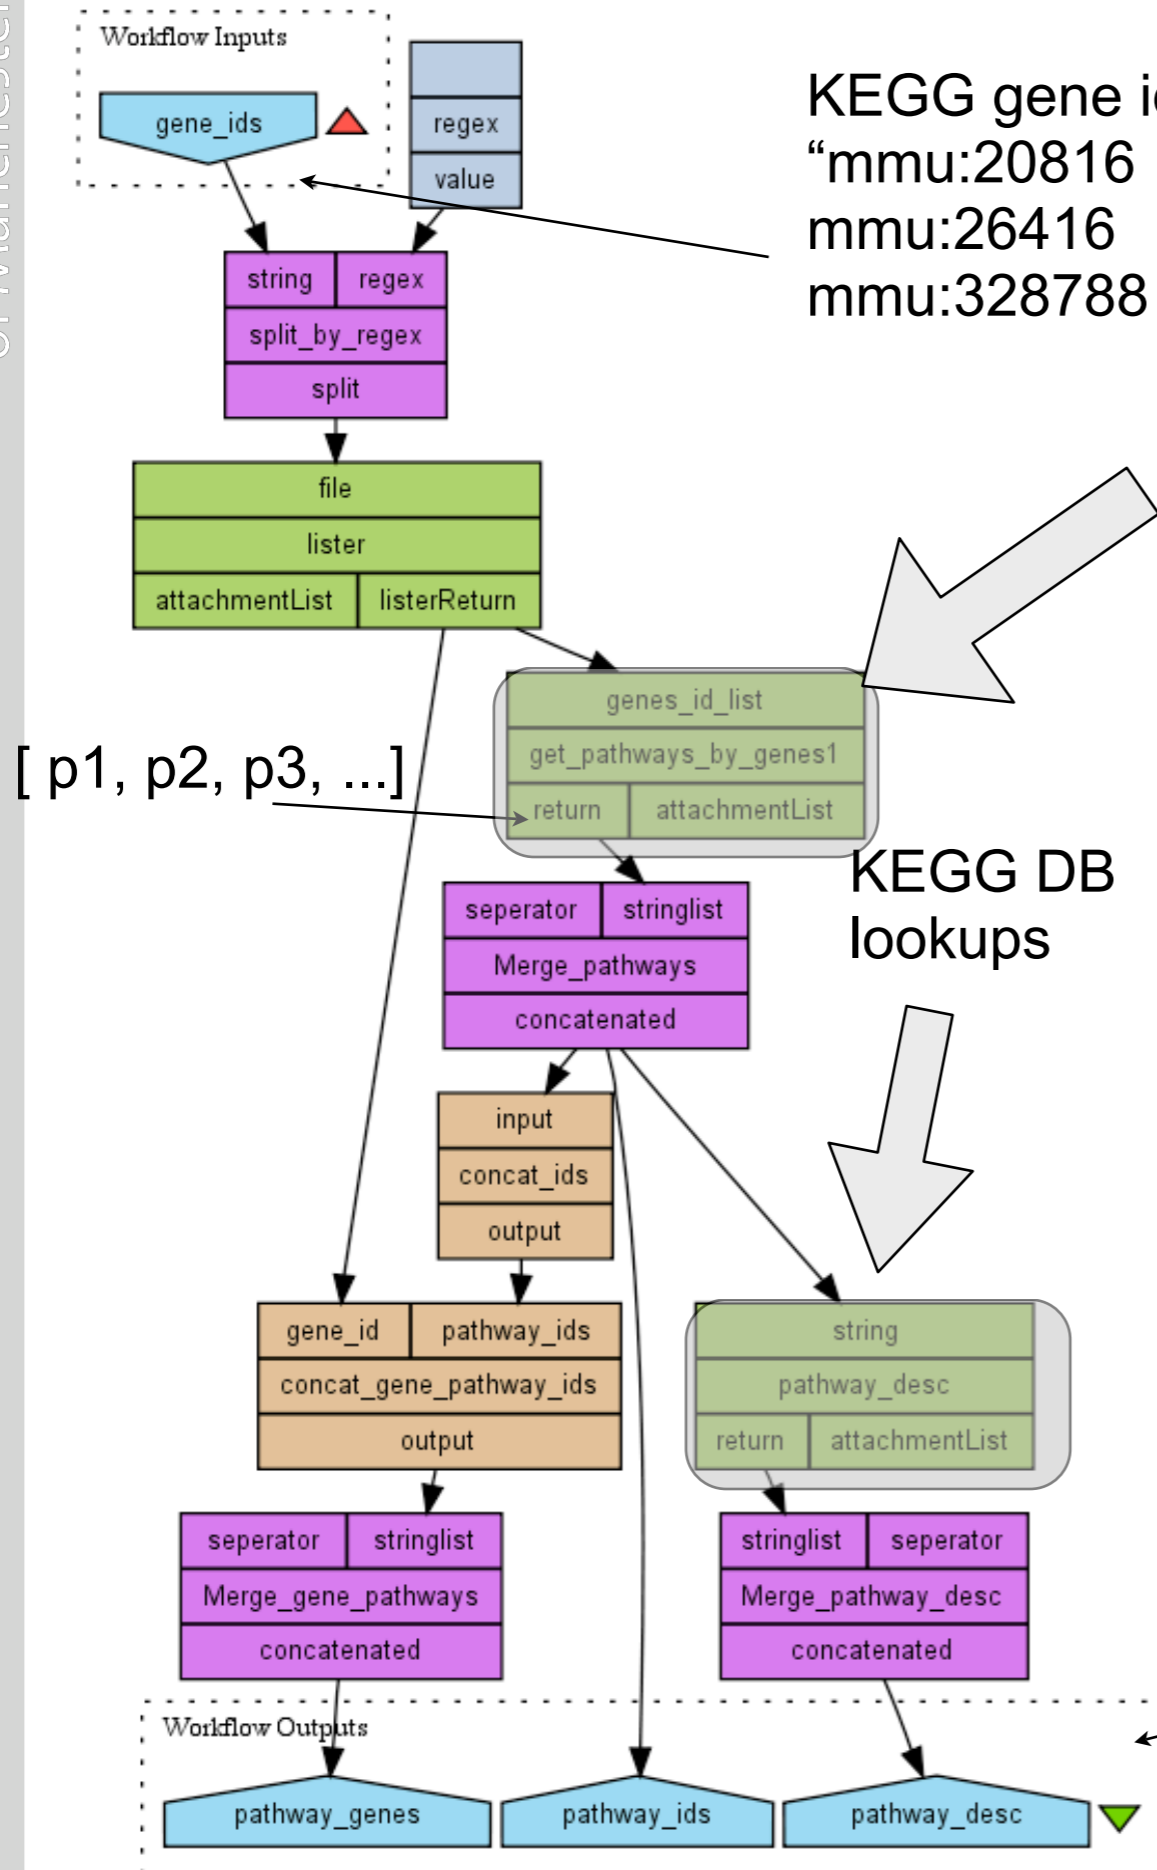 of Manchester
Workflow Inputs
gene_ids
regex
value
KEGG gene
“mmu:20816
mmu:26416
mmu:328788
string regex
split_by_regex
split
file
lister
attachmentList listerReturn
genes_id_list
get_pathways_by_genes1
return attachmentList
[ p1, p2, p3, ...]
KEGG DB
lookups
seperator stringlist
Merge_pathways
concatenated
input
concat_ids
output
gene_id pathway_ids
concat_gene_pathway_ids
output
string
pathway_desc
return attachmentList
seperator stringlist
Merge_gene_pathways
concatenated
stringlist seperator
Merge_pathway_desc
concatenated
Workflow Outputs
pathway_genes
pathway_ids
pathway_desc